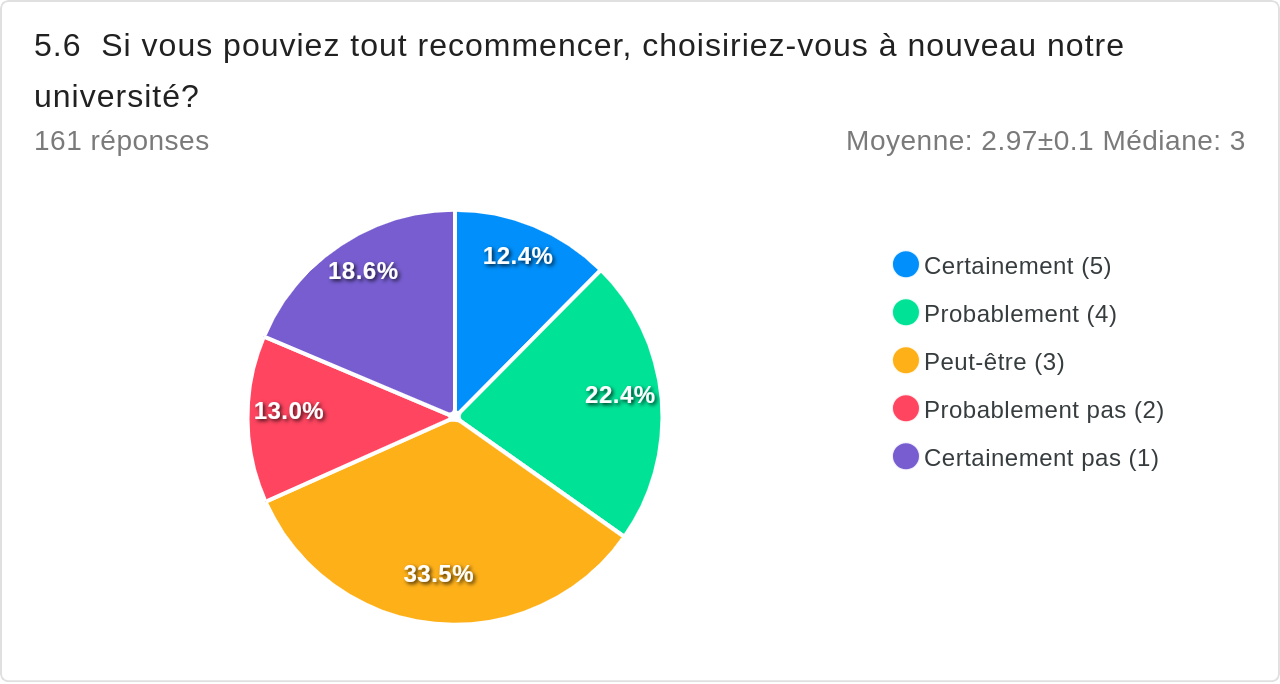 5.6  Si vous pouviez tout recommencer, choisiriez-vous à nouveau notre
université?
161 réponses
Moyenne: 2.97±0.1 Médiane: 3
12.4%
18.6%
22.4%
13.0%
33.5%
Certainement (5)
Probablement (4)
Peut-être (3)
Probablement pas (2)
Certainement pas (1)